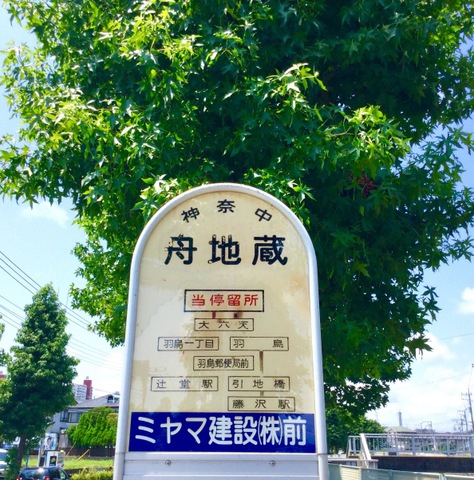 神奈中
舟地蔵
当停留所
大六天
羽鳥一丁目 羽鳥
羽鳥郵便局前
辻堂駅 引地橋
藤沢駅
ミヤマ建設㈱前